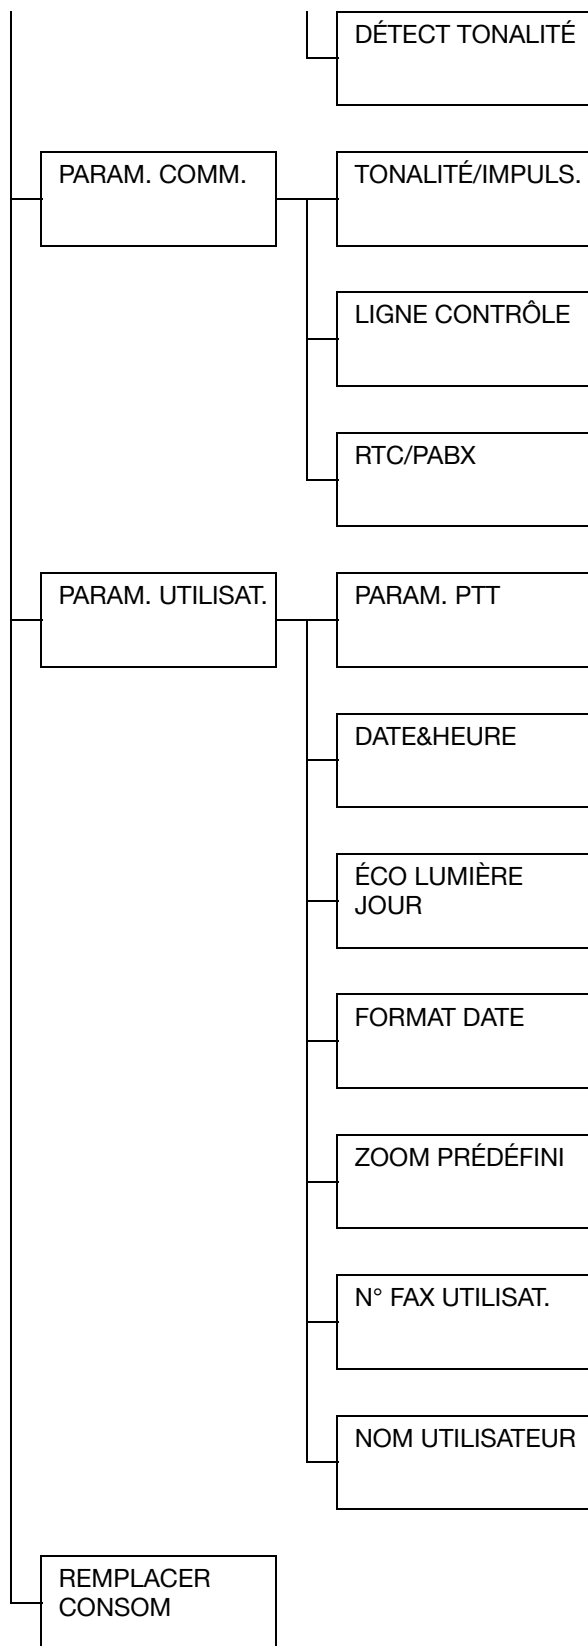 DÉTECT TONALITÉ
PARAM. COMM.
TONALITÉ/IMPULS.
LIGNE CONTRÔLE
RTC/PABX
PARAM. UTILISAT.
PARAM. PTT
DATE&HEURE
ÉCO LUMIÈRE
JOUR
FORMAT DATE
ZOOM PRÉDÉFINI
N° FAX UTILISAT.
NOM UTILISATEUR
REMPLACER
CONSOM